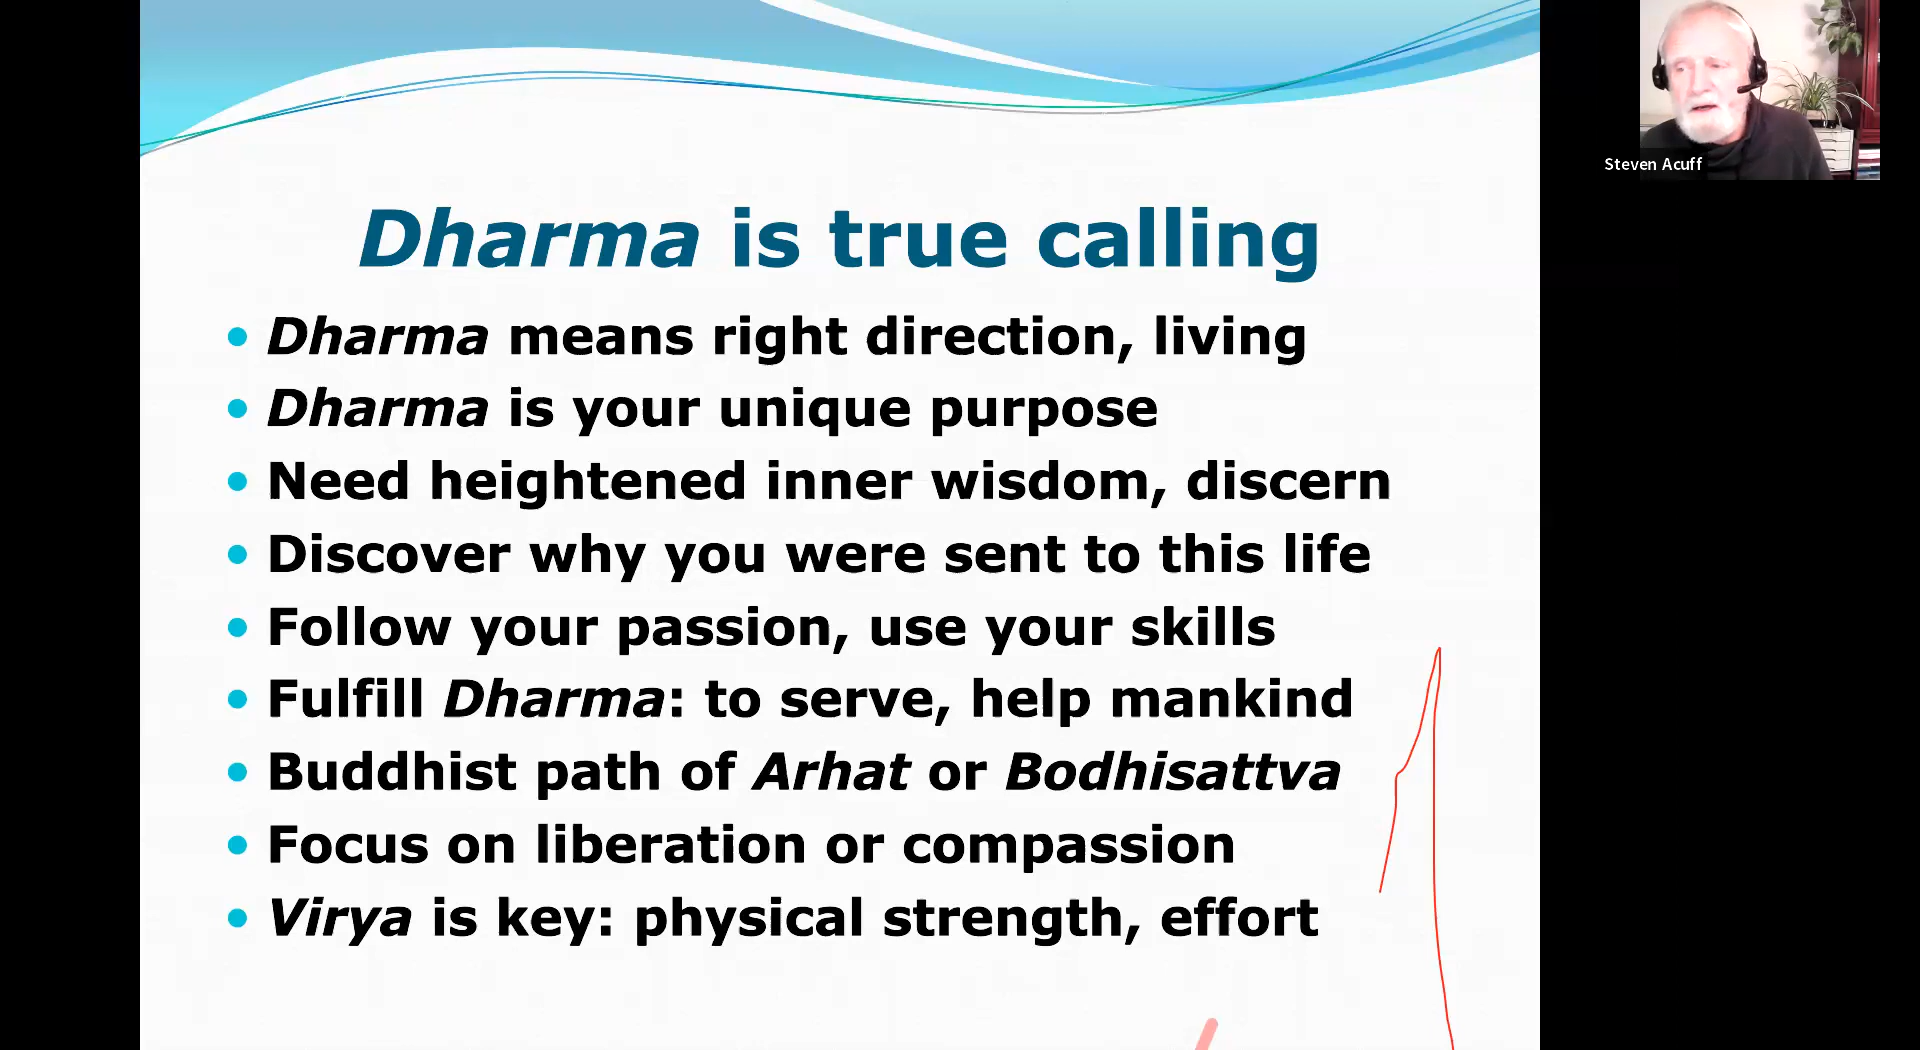 Dharma is true calling
• Dharma means right direction, living
• Dharma is your unique purpose
• Need heightened inner wisdom, discern
• Discover why you were sent to this life
• Follow your passion, use your skills
• Fulfill Dharma: to serve, help mankind
• Buddhist path of Arhat or Bodhisattva
• Focus on liberation or compassion
• Virya is key: physical strength, effort
Steven Acuff